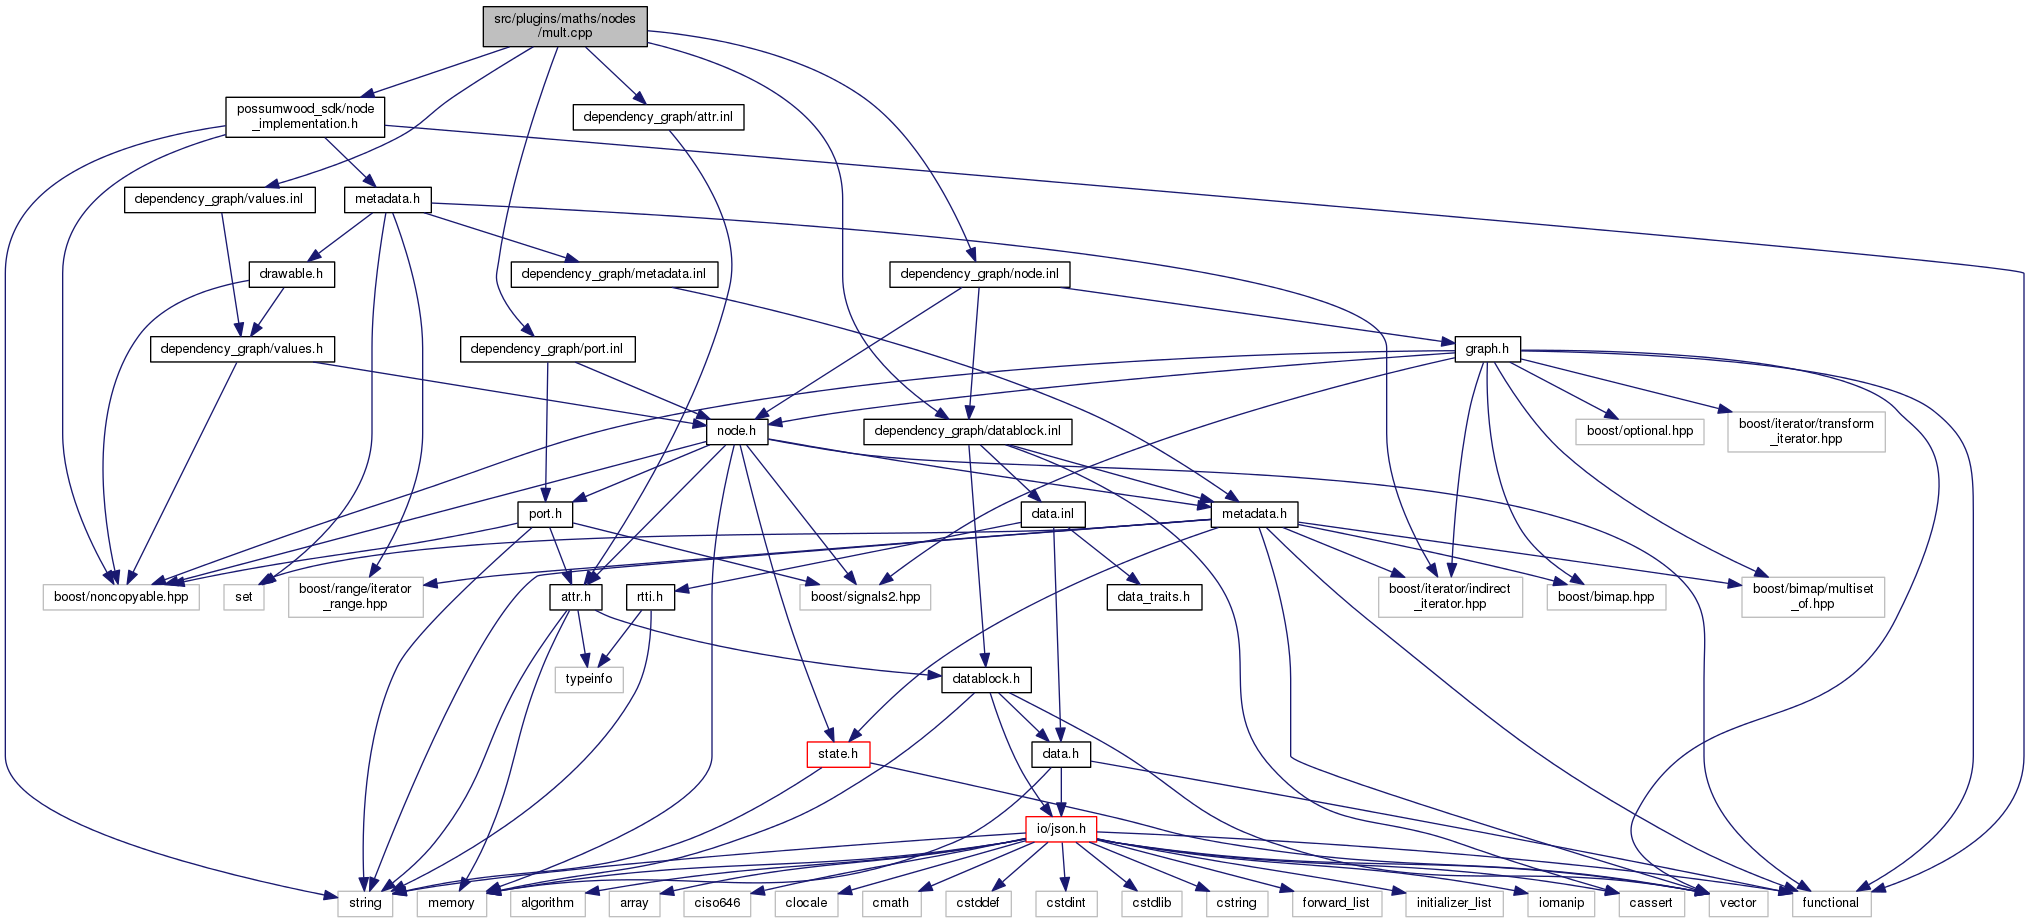 src/plugins/maths/nodes
/mult.cpp
possumwood_sdk/node
_implementation.h
dependency_graph/attr.inl
dependency_graph/values.inl
metadata.h
drawable.h
dependency_graph/metadata.inl
dependency_graph/node.inl
dependency_graph/values.h
dependency_graph/port.inl
graph.h
node.h
dependency_graph/datablock.inl
boost/optional.hpp
boost/iterator/transform
_iterator.hpp
port.h
data.inl
metadata.h
boost/noncopyable.hpp
set
boost/range/iterator
_range.hpp
attr.h
rtti.h
boost/signals2.hpp
data_traits.h
boost/iterator/indirect
_iterator.hpp
boost/bimap.hpp
boost/bimap/multiset
_of.hpp
typeinfo
datablock.h
state.h
data.h
io/json.h
string
memory
algorithm
array
ciso646
clocale
cmath
cstddef
cstdint
cstdlib
cstring
forward_list
initializer_list
iomanip
cassert
vector
functional